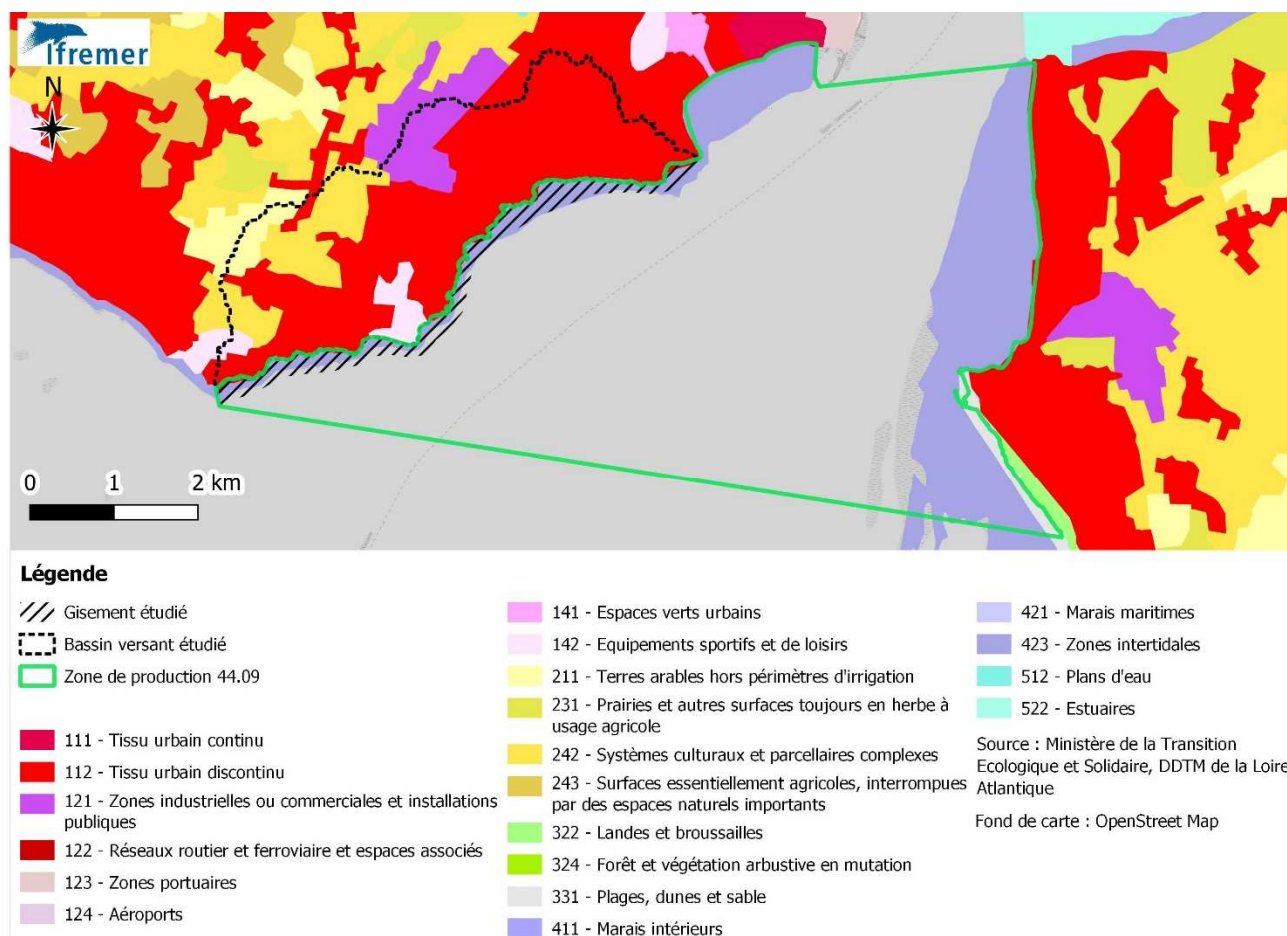 Ifremer
N
0 1 2 km
Légende
Gisement étudié
Bassin versant étudié
Zone de production 44.09
111 - Tissu urbain continu
112 - Tissu urbain discontinu
121 - Zones industrielles ou commerciales et installations
publiques
122 - Réseaux routier et ferroviaire et espaces associés
123 - Zones portuaires
124 - Aéroports
141 - Espaces verts urbains
142 - Equipements sportifs et de loisirs
211 - Terres arables hors périmètres d'irrigation
231 - Prairies et autres surfaces toujours en herbe à
usage agricole
242 - Systèmes culturaux et parcellaires complexes
243 - Surfaces essentiellement agricoles, interrompues
par des espaces naturels importants
322 - Landes et broussailles
324 - Forêt et végétation arbustive en mutation
331 - Plages, dunes et sable
411 - Marais intérieurs
421 - Marais maritimes
423 - Zones intertidales
512 - Plans d'eau
522 - Estuaires
Source : Ministère de la Transition
Ecologique et Solidaire, DDTM de la Loire
Atlantique
Fond de carte : OpenStreet Map